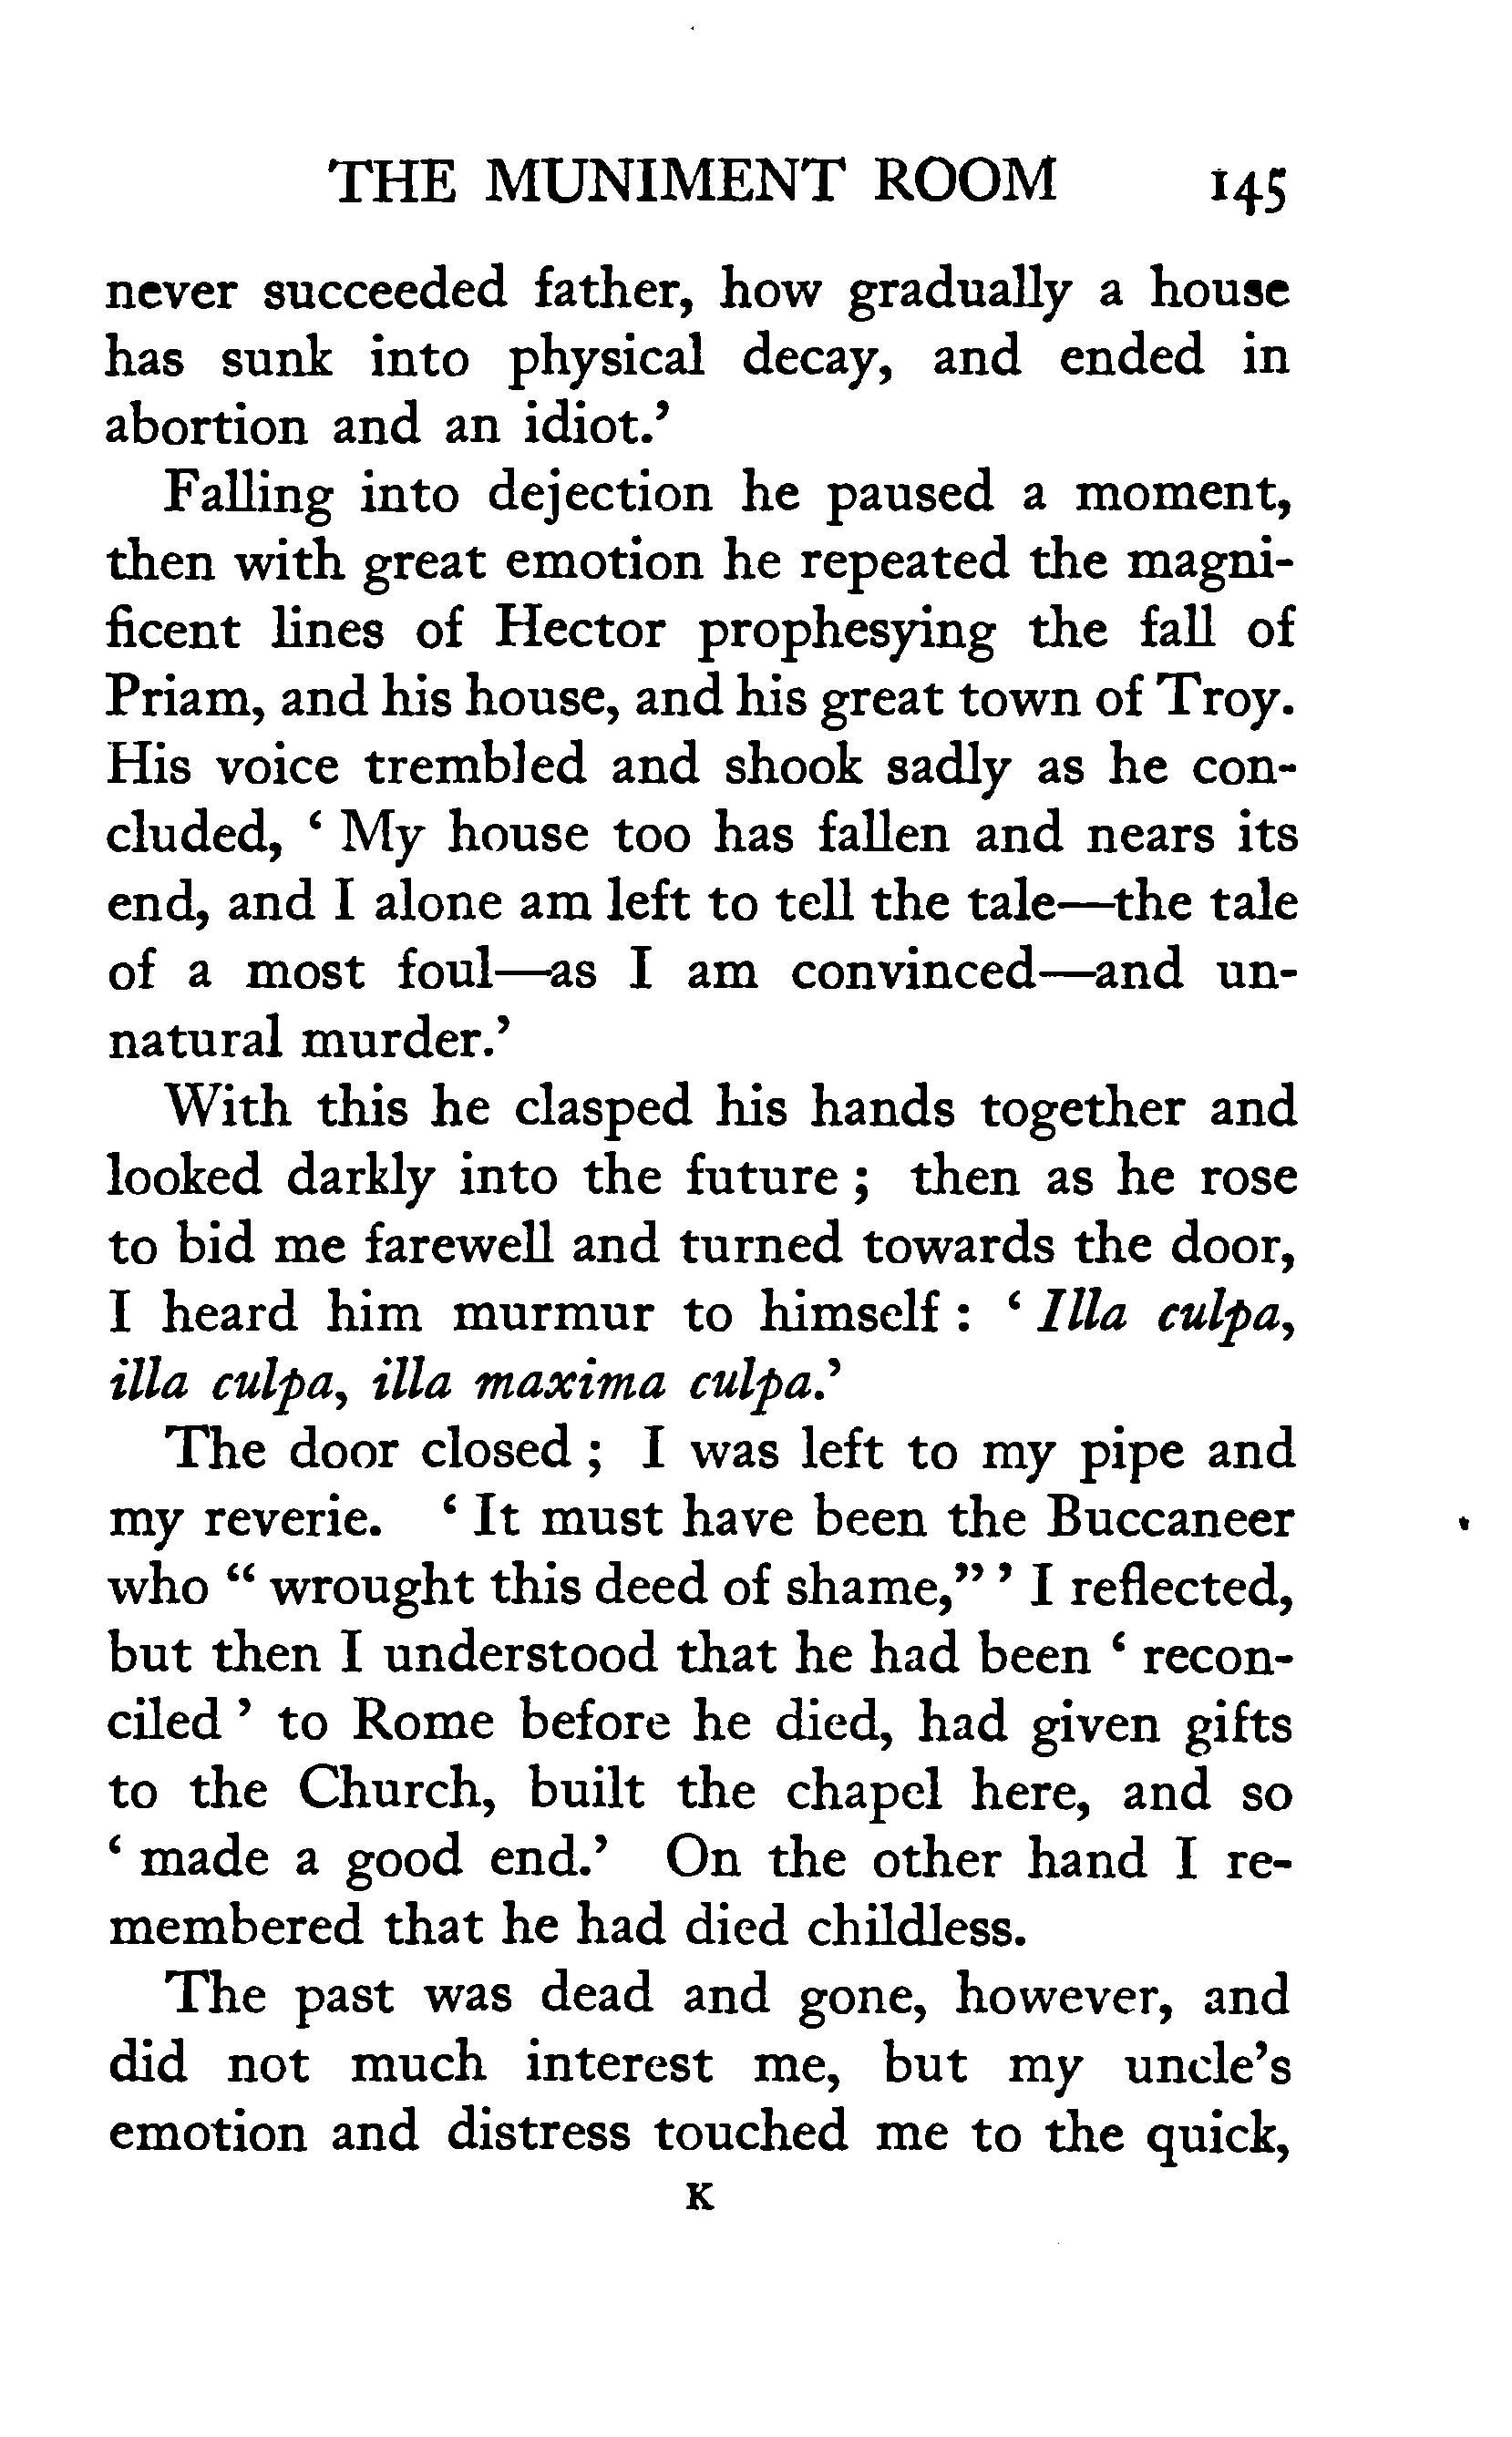 THE MUNIMENT ROOM 145
never succeeded father, how gradually a house
has sunk into physical decay, and ended in
abortion and an idiot.’
Falling into dejection he paused a moment,
then with great emotion he repeated the magni-
ficent lines of Hector prophesying the fall of
Priam, and his house, and his great town of Troy.
His voice trembled and shook sadly as he con-
cluded, ‘ My house too has fallen and nears its
end, and I alone am left to tell the tale—the tale
of a most foul—as I am convinced—and un-
natural murder.’
With this he clasped his hands together and
looked darkly into the future ; then as he rose
to bid me farewell and turned towards the door,
I heard him murmur to himself : ‘ Illa culpa,
illa culpa, illa maxima culpa.’
The door closed ; I was left to my pipe and
my reverie. ‘ It must have been the Buccaneer
who “ wrought this deed of shame,” ’ I reflected,
but then I understood that he had been ‘ recon-
ciled ’ to Rome before he died, had given gifts
to the Church, built the chapel here, and so
‘ made a good end.’ On the other hand I re-
membered that he had died childless.
The past was dead and gone, however, and
did not much interest me, but my uncle’s
emotion and distress touched me to the quick,
K